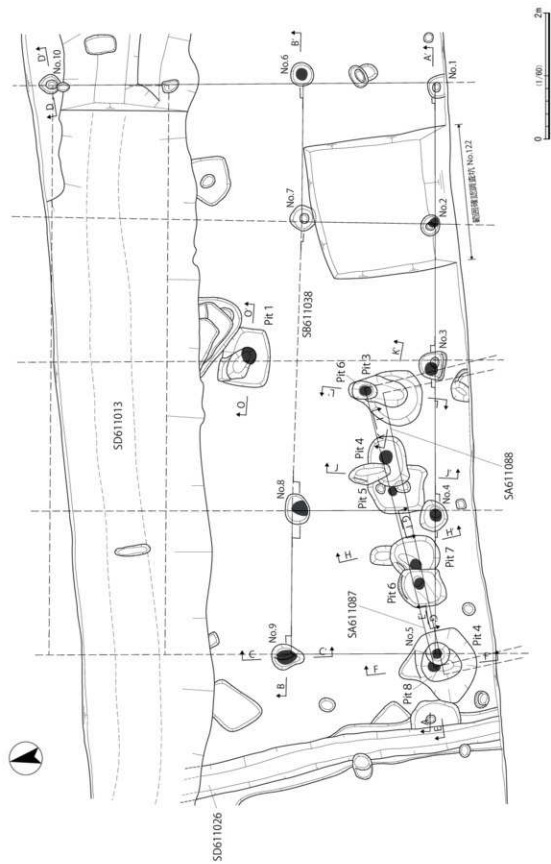 SD611026
SD611013
SB611038
SA611087
SA611088
No.1
No.2
No.3
No.4
No.5
No.6
No.7
No.8
No.9
No.10
Pit 1
Pit 3
Pit 6
Pit 4
Pit 5
Pit 7
Pit 6
Pit 4
Pit 8
範囲確認調査坑 No.122
A'
B
B'
C
C'
D
D'
F
G
G'
H
H'
J
J'
K'
O
O'
0
(1/60)
2m